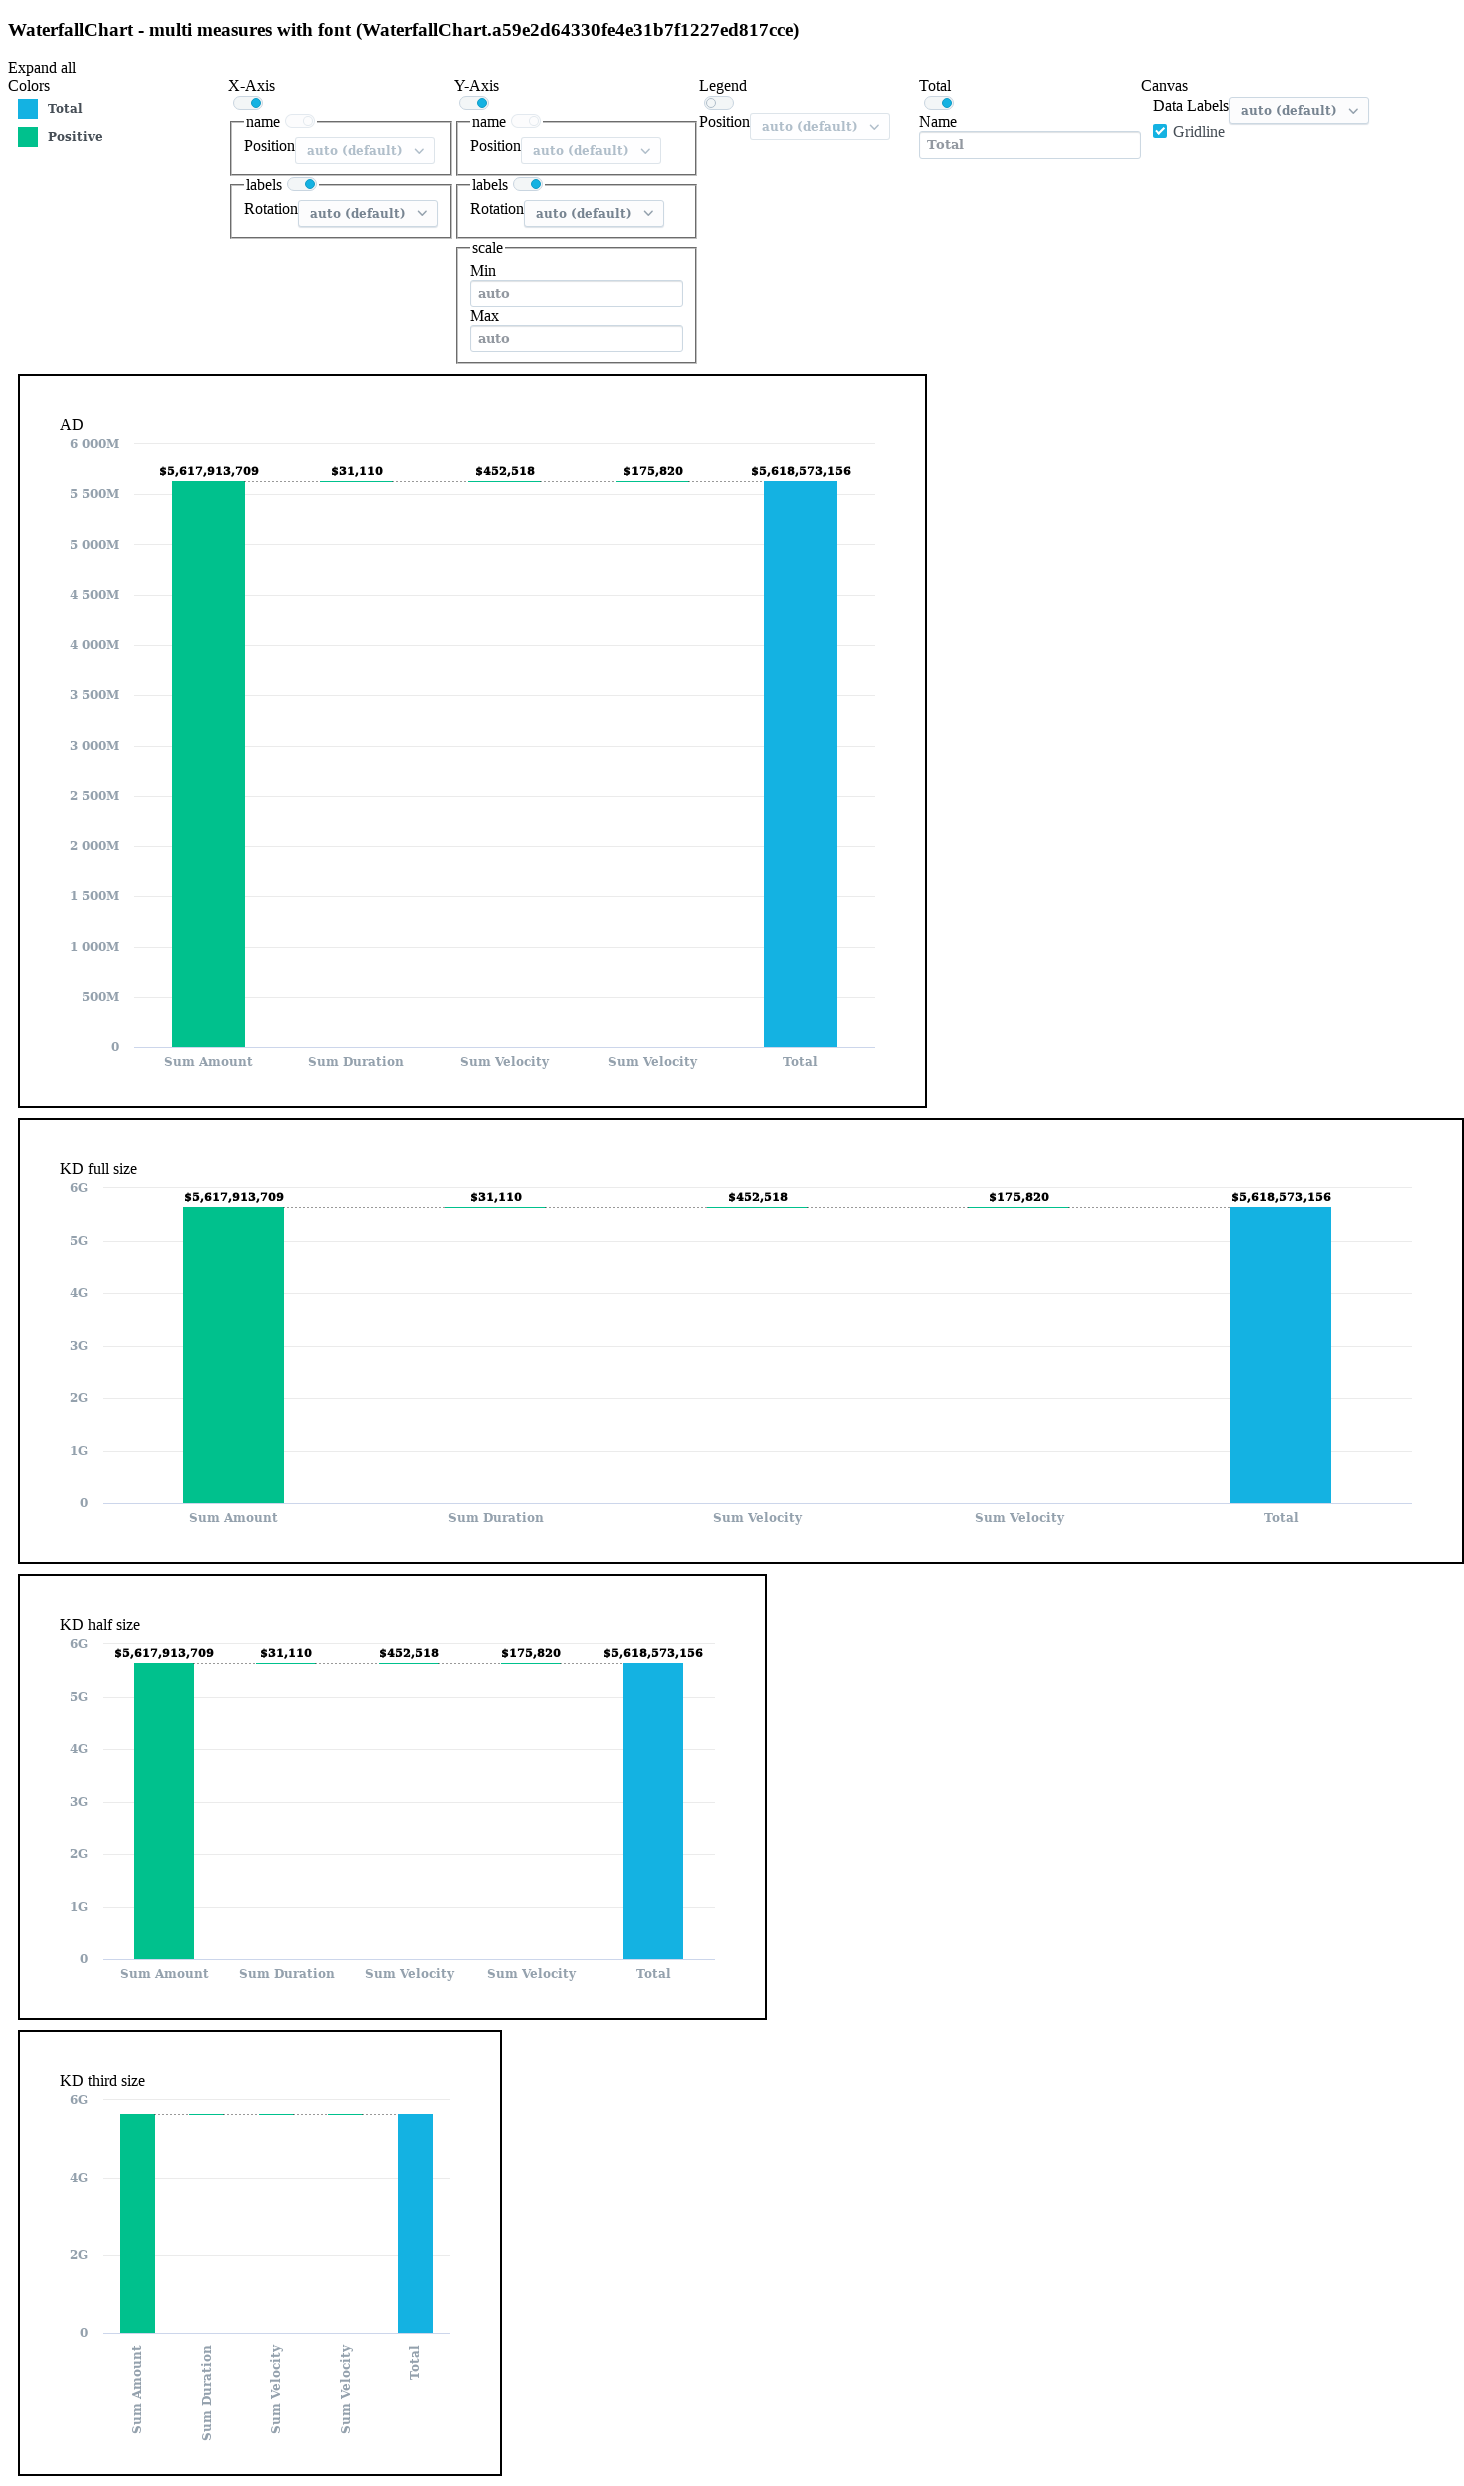 WaterfallChart - multi measures with font (WaterfallChart.a59e2d64330fe4e31b7f1227ed817cce)
Expand all
Colors
Total
Positive
X-Axis
name
Position auto (default)
labels
Rotation auto (default)
Y-Axis
name
Position auto (default)
labels
Rotation auto (default)
scale
Min
auto
Max
auto
Legend
Position auto (default)
Total
Name
Total
Canvas
Data Labels auto (default)
Gridline
AD
6 000M
$5,617,913,709 $31,110 $452,518 $175,820 $5,618,573,156
5 500M
5 000M
4 500M
4 000M
3 500M
3 000M
2 500M
2 000M
1 500M
1 000M
500M
0
Sum Amount Sum Duration Sum Velocity Sum Velocity Total
KD full size
6G
$5,617,913,709 $31,110 $452,518 $175,820 $5,618,573,156
5G
4G
3G
2G
1G
0
Sum Amount Sum Duration Sum Velocity Sum Velocity Total
KD half size
6G
$5,617,913,709 $31,110 $452,518 $175,820 $5,618,573,156
5G
4G
3G
2G
1G
0
Sum Amount Sum Duration Sum Velocity Sum Velocity Total
KD third size
6G
4G
2G
0
Sum Amount
Sum Duration
Sum Velocity
Sum Velocity
Total